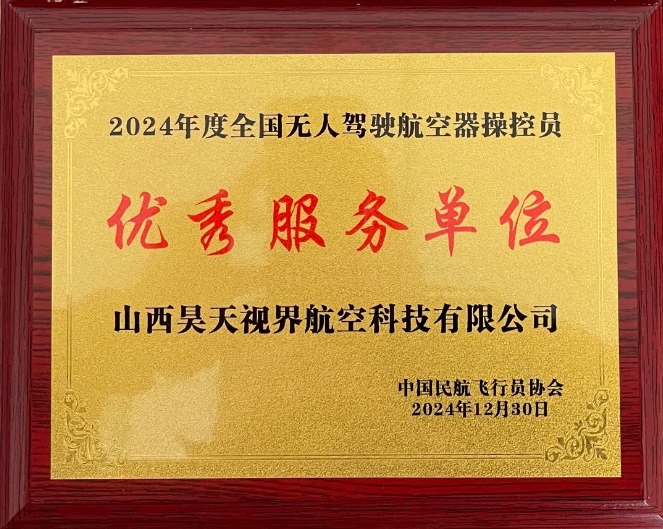 2024年度全国无人驾驶航空器操控员
优秀服务单位
山西昊天视界航空科技有限公司
中国民航飞行员协会
2024年12月30日